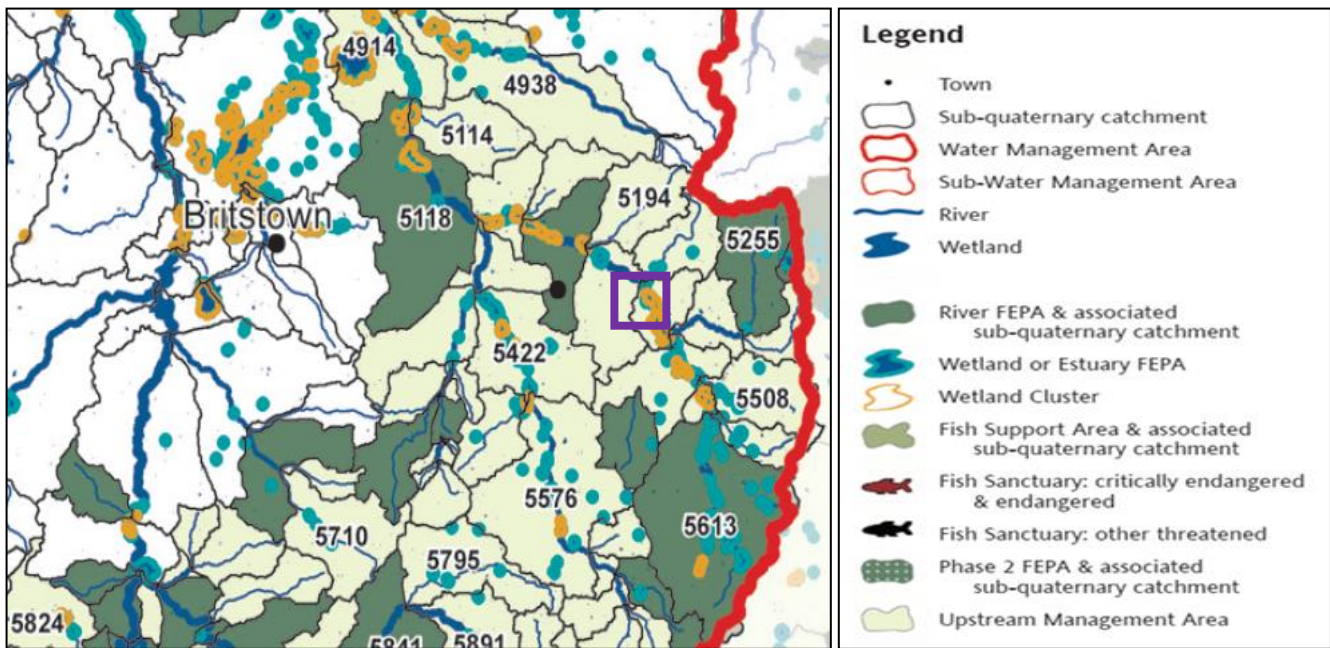 4914
4938
5114
5194
Britstown
5118
5255
5422
5508
5576
5613
5710
5795
5824
5841
5891
Legend
Town
Sub-quaternary catchment
Water Management Area
Sub-Water Management Area
River
Wetland
River FEPA & associated
sub-quaternary catchment
Wetland or Estuary FEPA
Wetland Cluster
Fish Support Area & associated
sub-quaternary catchment
Fish Sanctuary: critically endangered
& endangered
Fish Sanctuary: other threatened
Phase 2 FEPA & associated
sub-quaternary catchment
Upstream Management Area